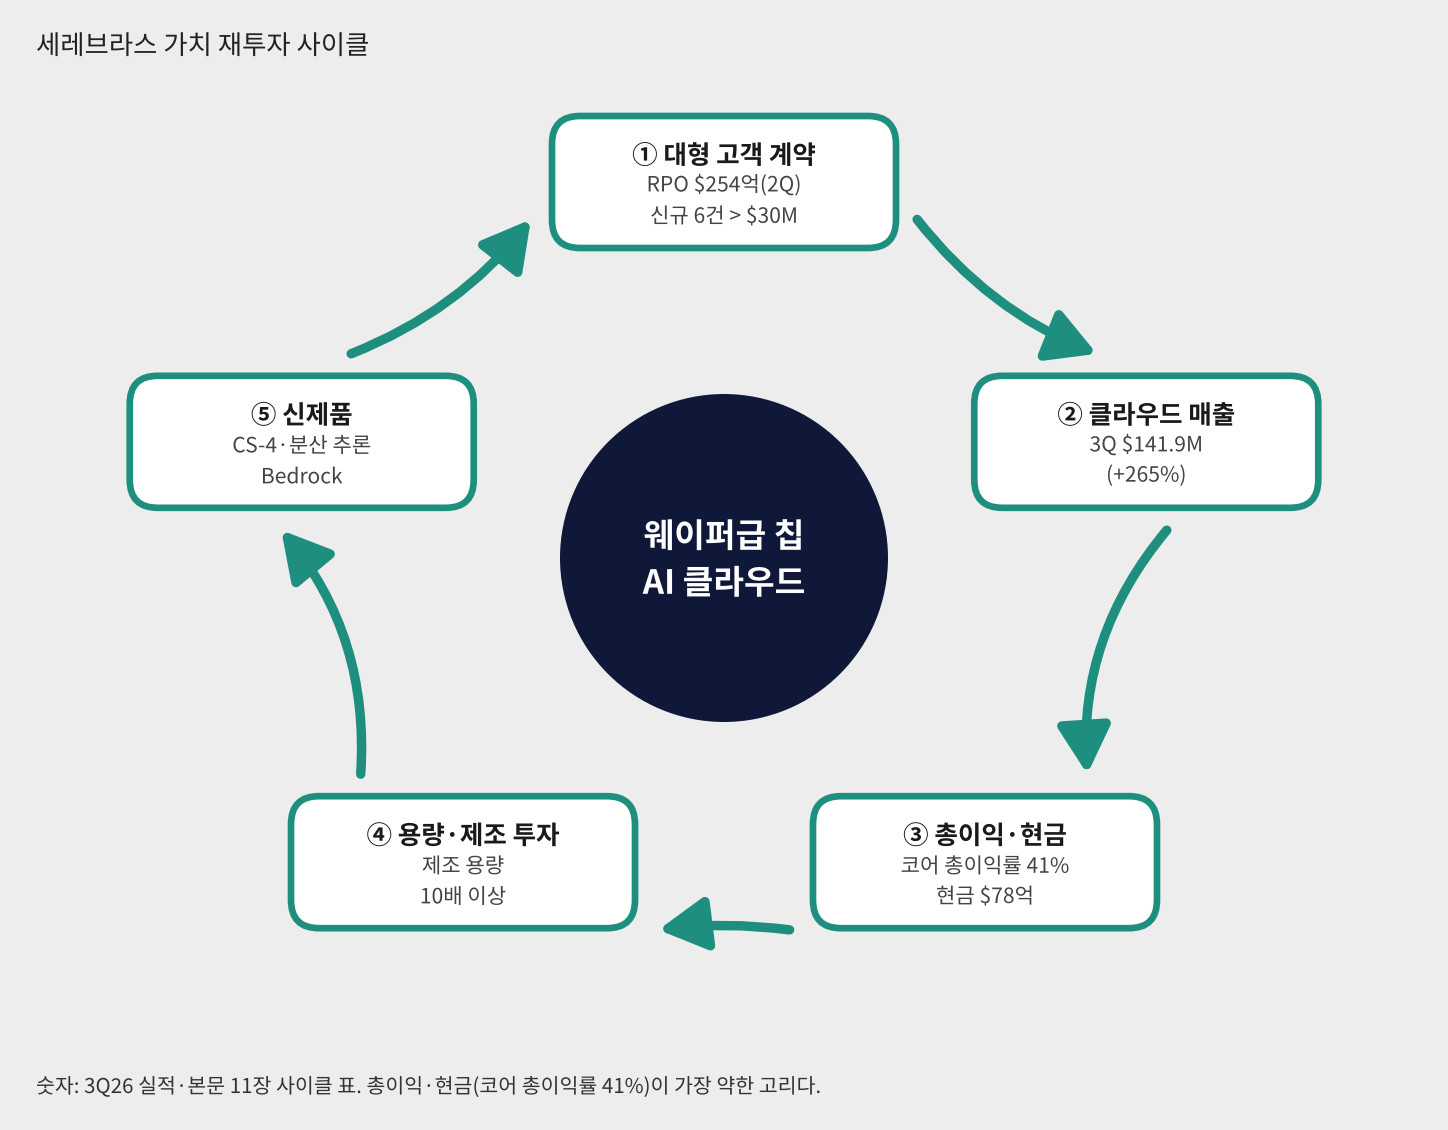 세레브라스 가치 재투자 사이클
① 대형 고객 계약
RPO $254억(2Q)
신규 6건 > $30M
② 클라우드 매출
3Q $141.9M
(+265%)
③ 총이익·현금
코어 총이익률 41%
현금 $78억
④ 용량·제조 투자
제조 용량
10배 이상
⑤ 신제품
CS-4·분산 추론
Bedrock
웨이퍼급 칩
AI 클라우드
숫자: 3Q26 실적·본문 11장 사이클 표. 총이익·현금(코어 총이익률 41%)이 가장 약한 고리다.